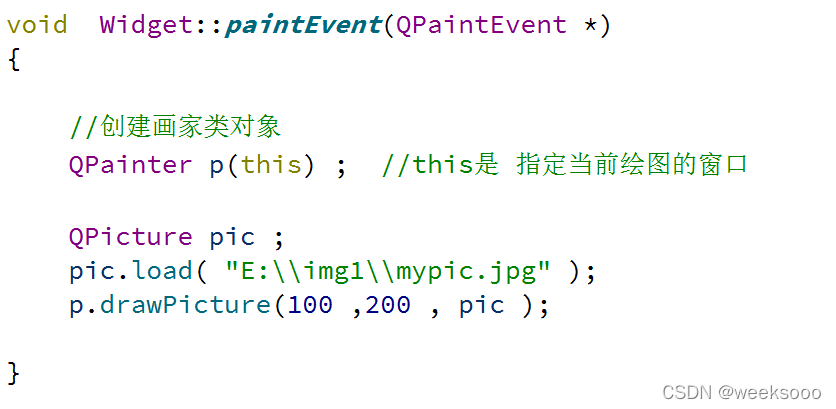 void  Widget::paintEvent(QPaintEvent *)
{
//创建画家类对象
QPainter p(this) ;  //this是 指定当前绘图的窗口
QPicture pic ;
pic.load( "E:\\img1\\mypic.jpg" );
p.drawPicture(100 ,200 , pic );
}
CSDN @weeksooo